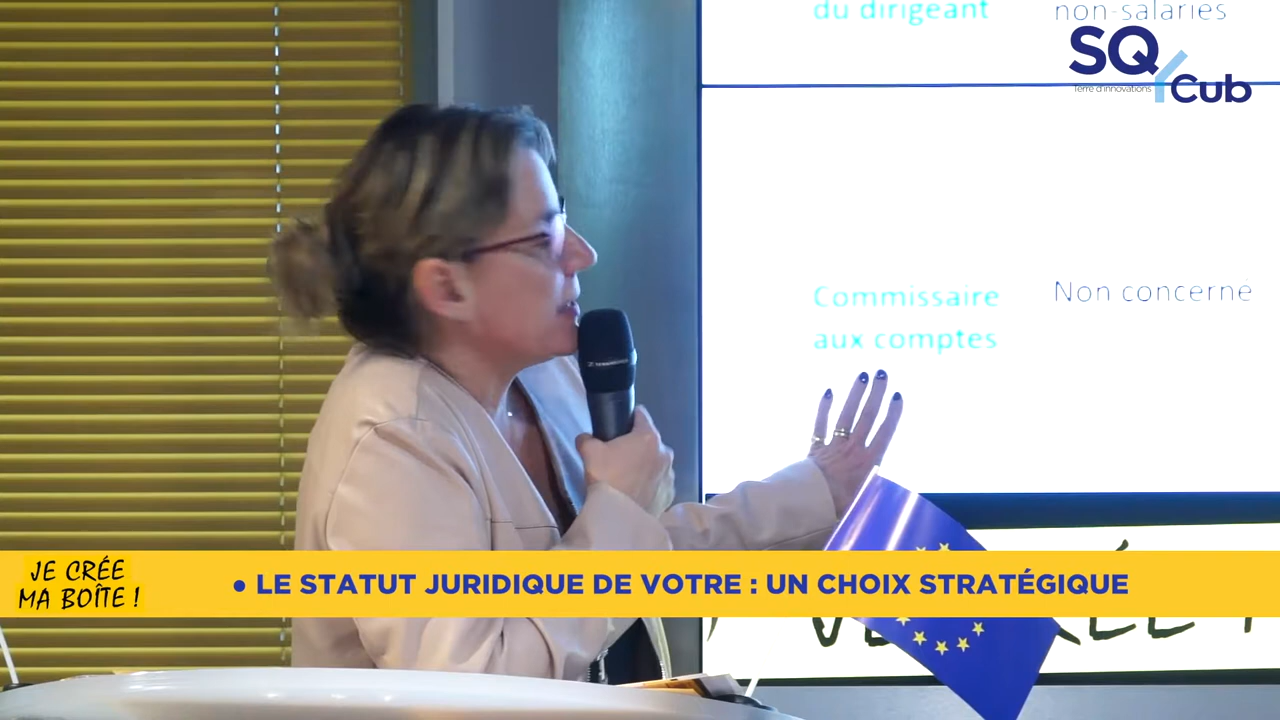 du dirigeant
non-salariés
SQY Cub
Terre d'innovations
Commissaire
aux comptes
Non concerné
JE CRÉE
MA BOÎTE !
• LE STATUT JURIDIQUE DE VOTRE : UN CHOIX STRATÉGIQUE